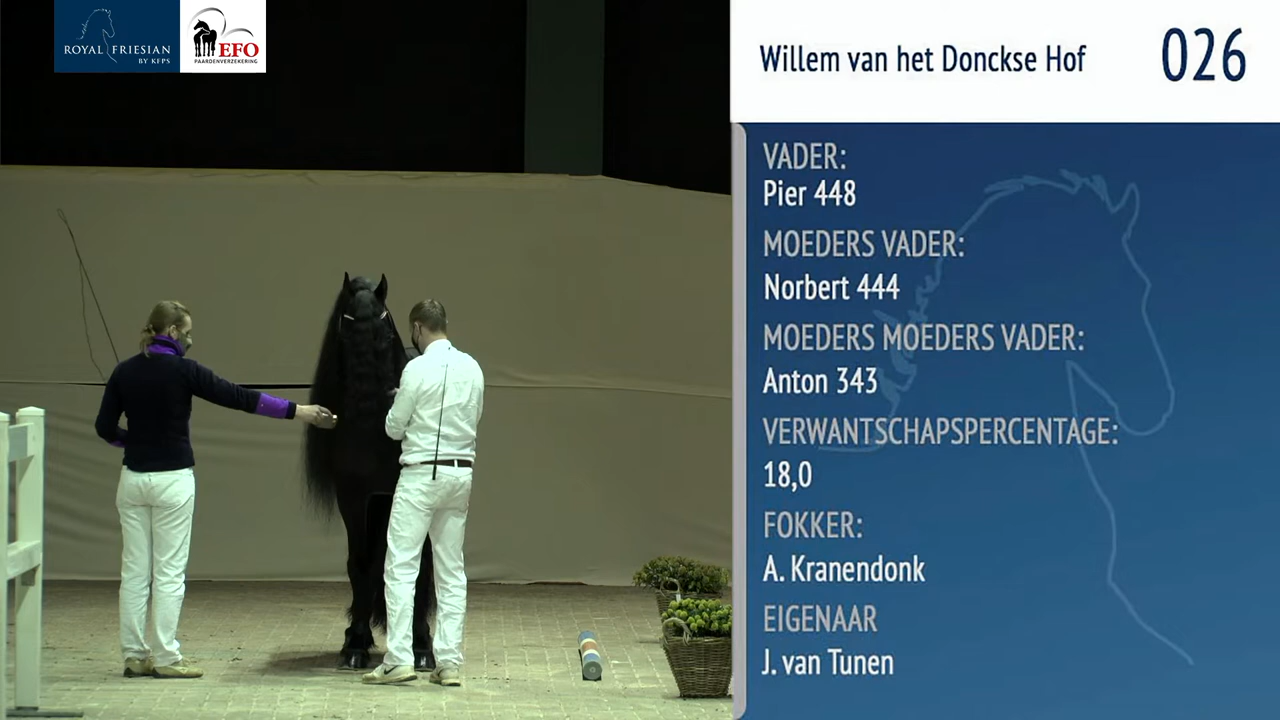 ROYAL FRIESIAN
BY KFPS
EFO
PAARDENVERZEKERING
Willem van het Donckse Hof
026
VADER:
Pier 448
MOEDERS VADER:
Norbert 444
MOEDERS MOEDERS VADER:
Anton 343
VERWANTSCHAPSPERCENTAGE:
18,0
FOKKER:
A. Kranendonk
EIGENAAR
J. van Tunen